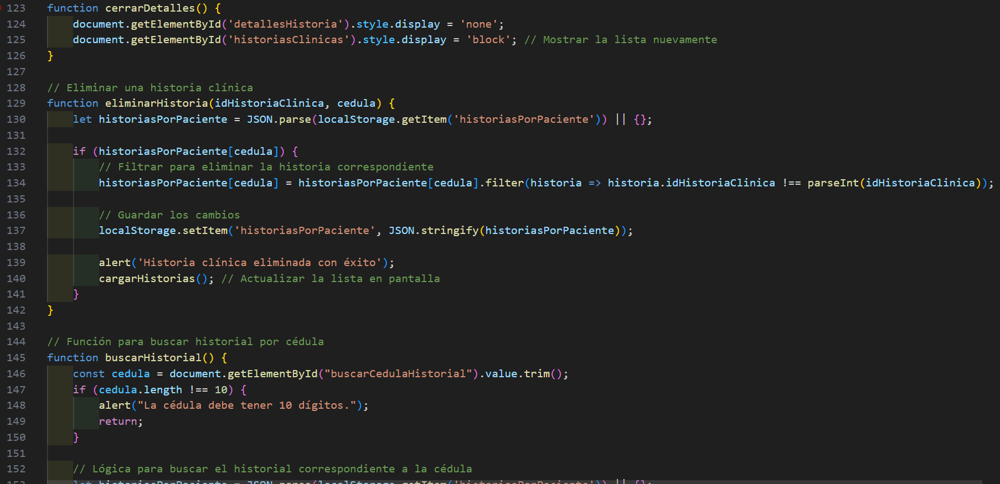 123 function cerrarDetalles() {
124     document.getElementById('detallesHistoria').style.display = 'none';
125     document.getElementById('historiasClinicas').style.display = 'block'; // Mostrar la lista nuevamente
126 }
127
128 // Eliminar una historia clínica
129 function eliminarHistoria(idHistoriaClinica, cedula) {
130     let historiasPorPaciente = JSON.parse(localStorage.getItem('historiasPorPaciente')) || {};
131
132     if (historiasPorPaciente[cedula]) {
133         // Filtrar para eliminar la historia correspondiente
134         historiasPorPaciente[cedula] = historiasPorPaciente[cedula].filter(historia => historia.idHistoriaClinica !== parseInt(idHistoriaClinica));
135
136         // Guardar los cambios
137         localStorage.setItem('historiasPorPaciente', JSON.stringify(historiasPorPaciente));
138
139         alert('Historia clínica eliminada con éxito');
140         cargarHistorias(); // Actualizar la lista en pantalla
141     }
142 }
143
144 // Función para buscar historial por cédula
145 function buscarHistorial() {
146     const cedula = document.getElementById("buscarCedulaHistorial").value.trim();
147     if (cedula.length !== 10) {
148         alert("La cédula debe tener 10 dígitos.");
149         return;
150     }
151
152     // Lógica para buscar el historial correspondiente a la cédula
153     let historiasPorPaciente = JSON.parse(localStorage.getItem('historiasPorPaciente')) || {};